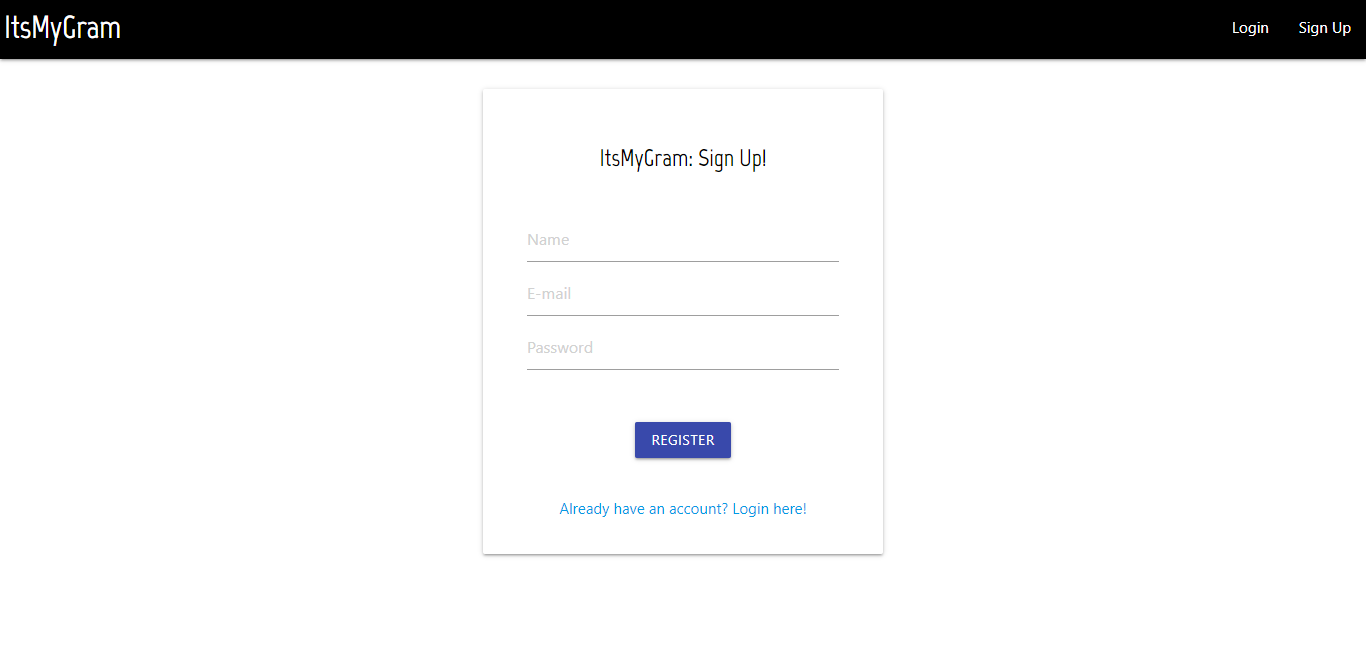 ItsMyGram
Login
Sign Up
ItsMyGram: Sign Up!
Name
E-mail
Password
REGISTER
Already have an account? Login here!